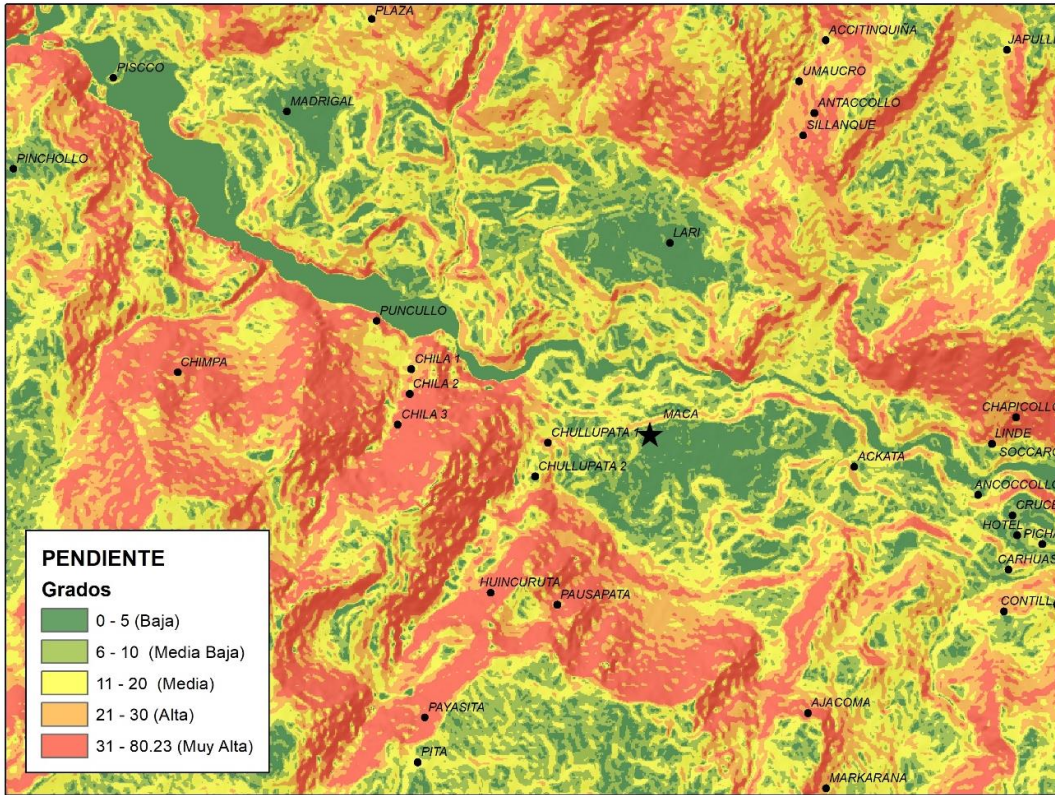 PLAZA
ACCITINQUIÑA
PISCCO
UMAUCRO
MADRIGAL
ANTACCOLLO
SILLANQUE
PINCHOLLO
LARI
PUNCULLO
CHILA 1
CHIMPA
CHILA 2
CHILA 3
MACA
CHAPICOLLO
CHULLUPATA 1
LINDE
SOCCARO
CHULLUPATA 2
ACKATA
ANCOCCOLLO
CRUCE
HOTEL
PICHA
CARHUAS
HUINCURUTA
PAUSAPATA
CONTILL
PAYASITA
AJACOMA
PITA
MARKARANA
PENDIENTE
Grados
0 - 5 (Baja)
6 - 10 (Media Baja)
11 - 20 (Media)
21 - 30 (Alta)
31 - 80.23 (Muy Alta)